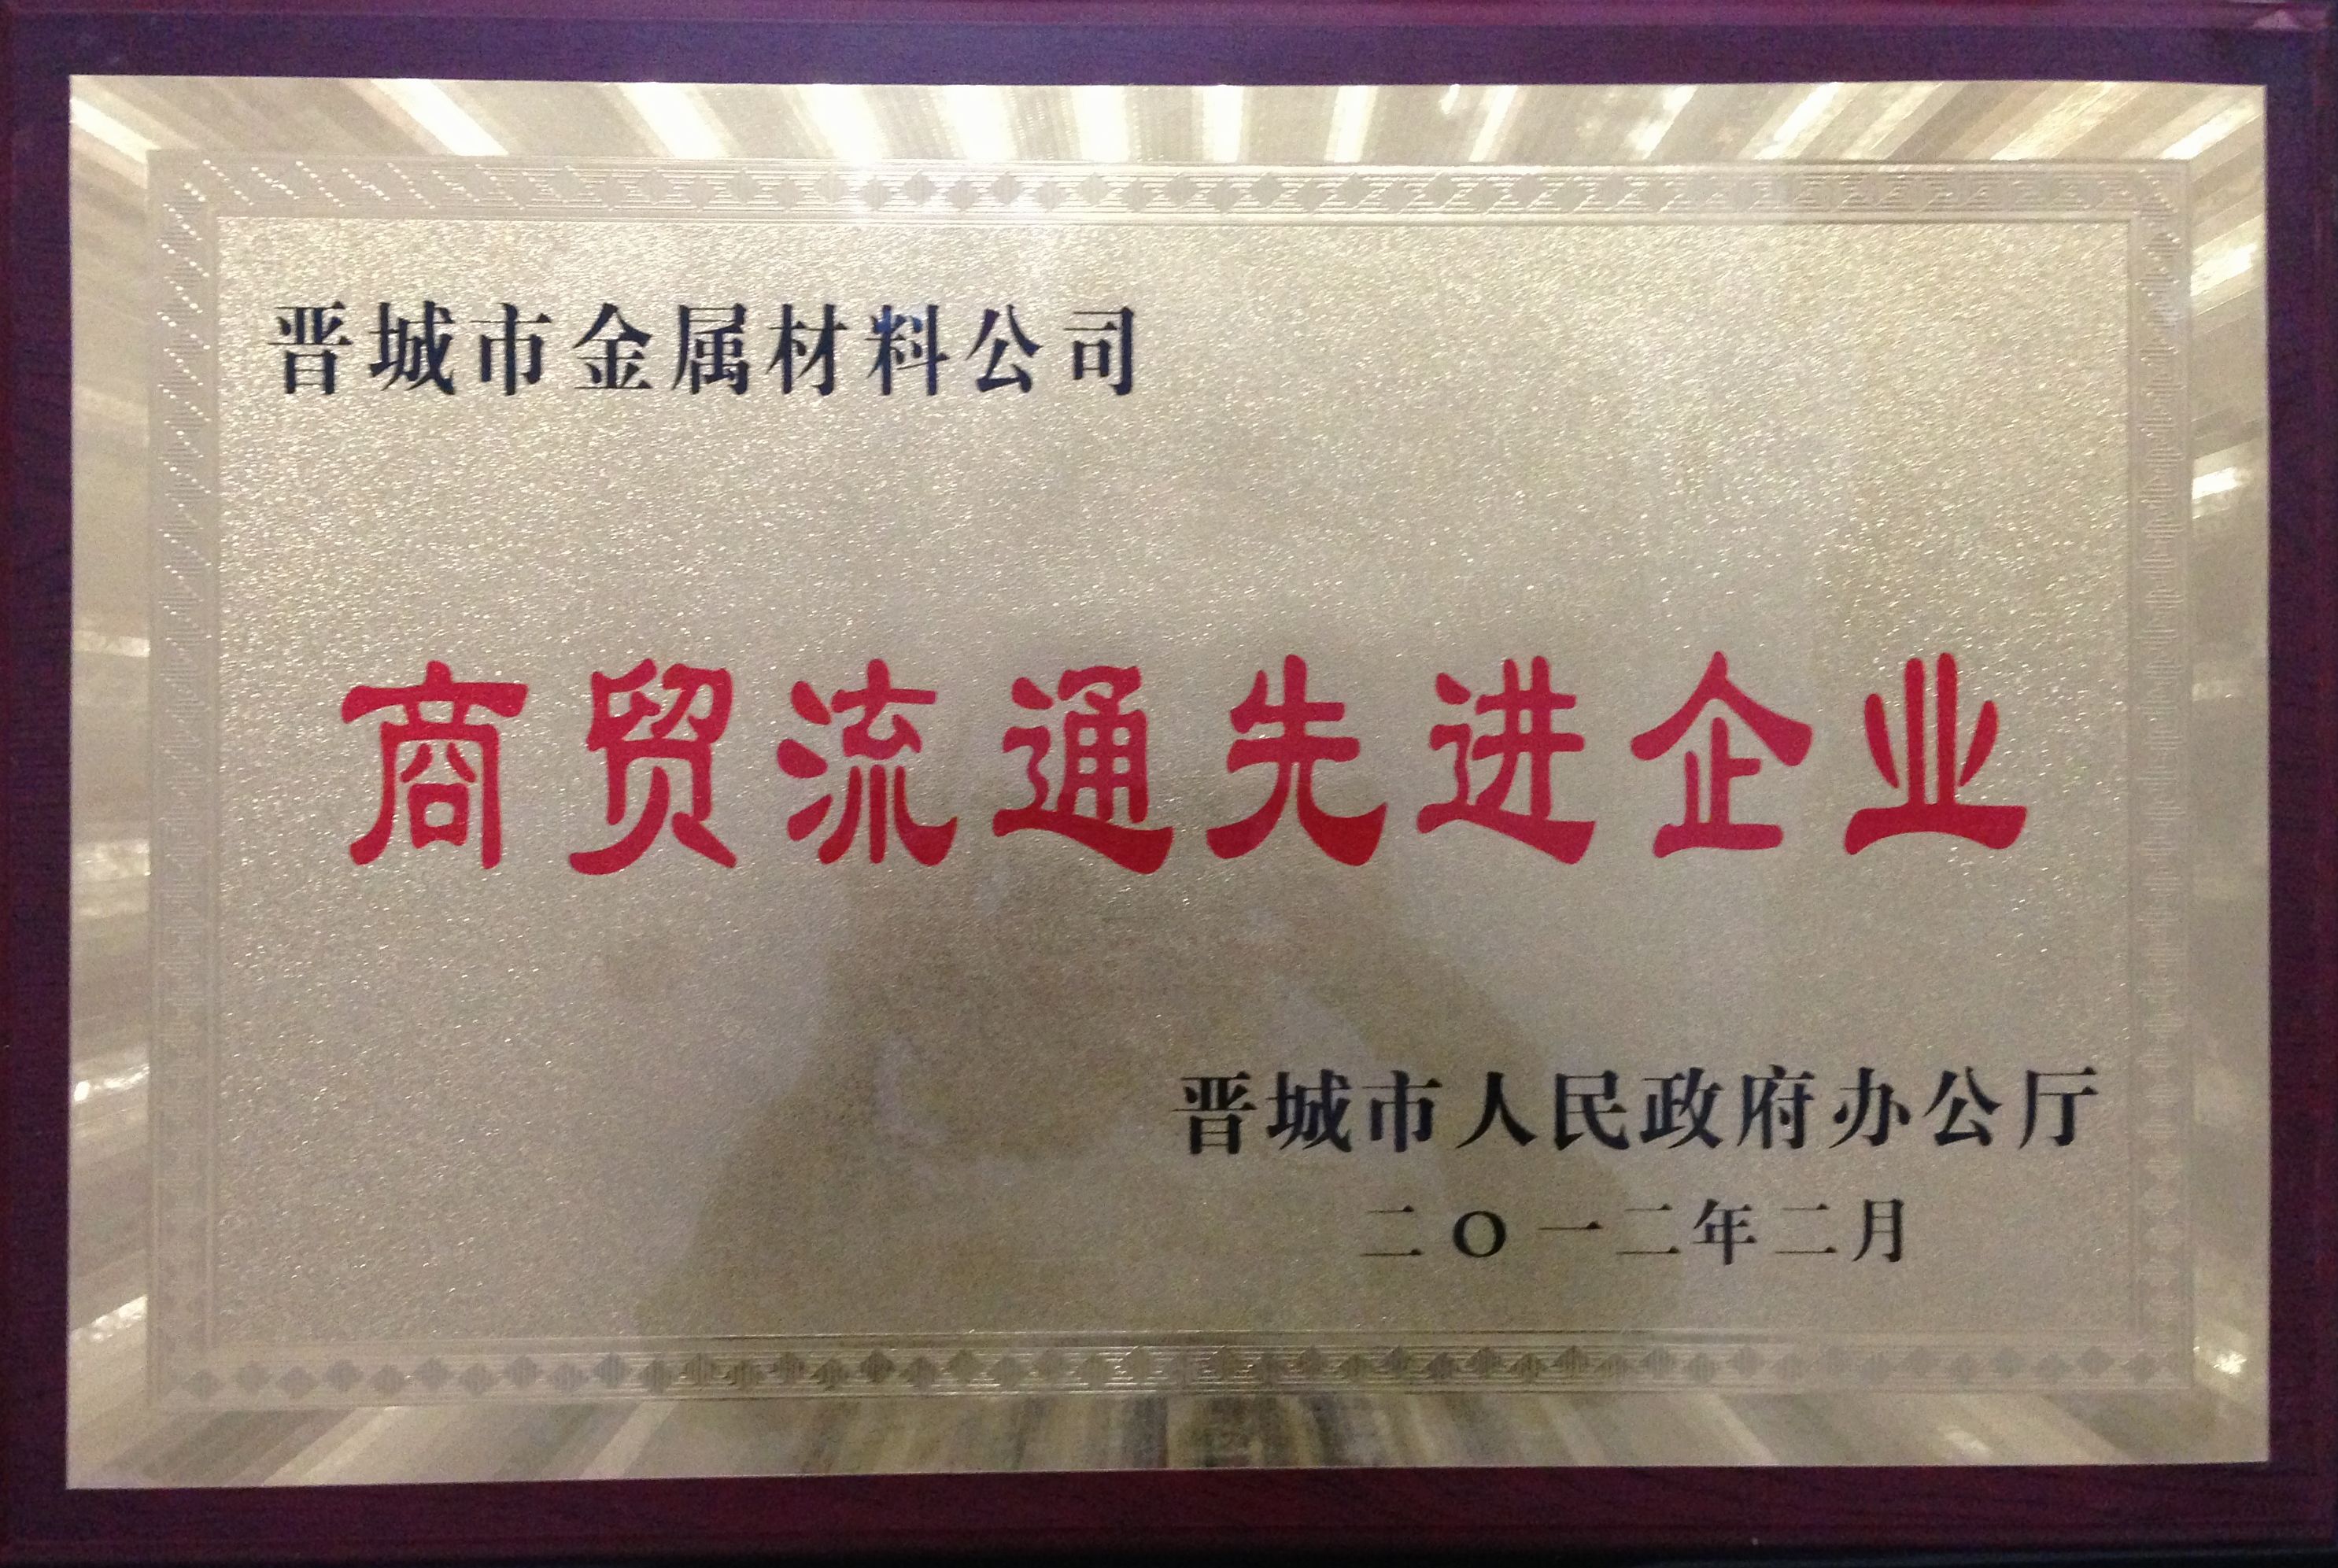 晋城市金属材料公司
商贸流通先进企业
晋城市人民政府办公厅
二〇一二年二月